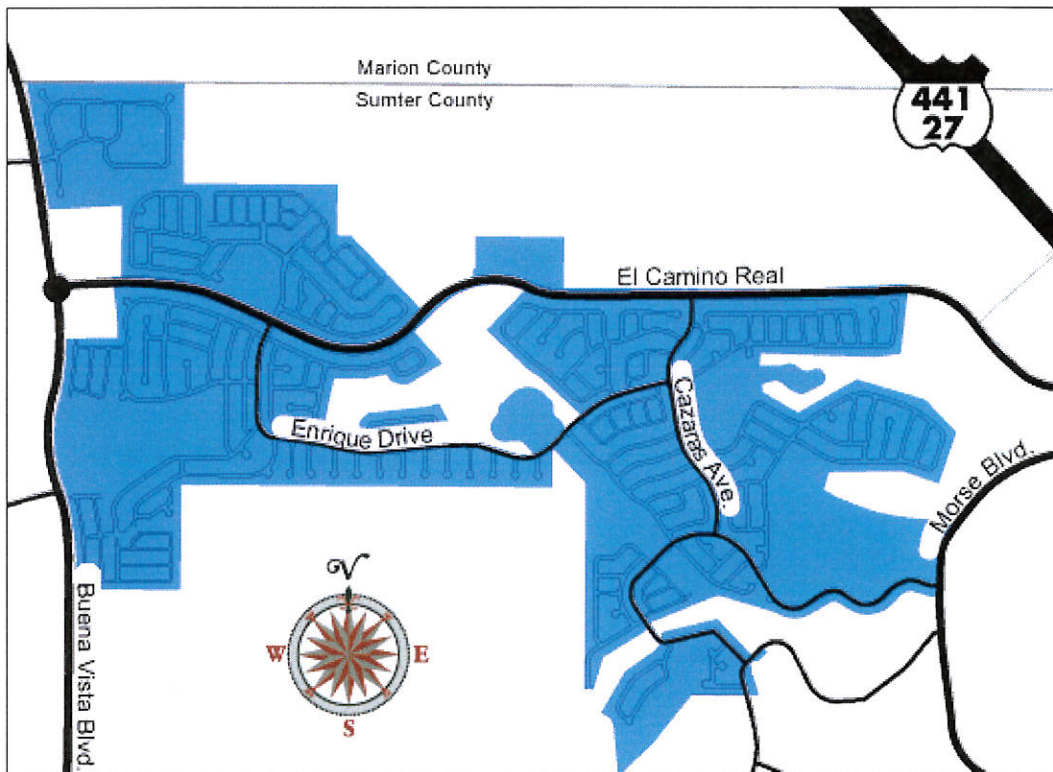 Marion County
Sumter County
441
27
El Camino Real
Enrique Drive
Cazaras Ave.
Morse Blvd.
Buena Vista Blvd.
N
W
E
S